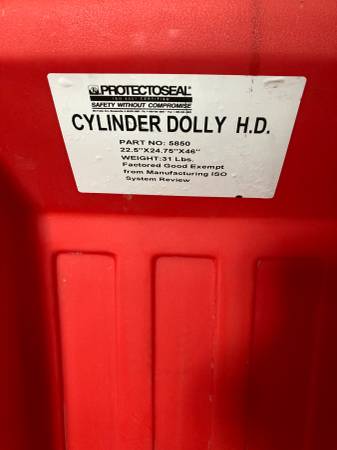 PROTECTOSEAL®
SAFETY WITHOUT COMPROMISE
CYLINDER DOLLY H.D.
PART NO: 5850
22.5"X24.75"X46"
WEIGHT:31 Lbs.
Factored Good Exempt
from Manufacturing ISO
System Review